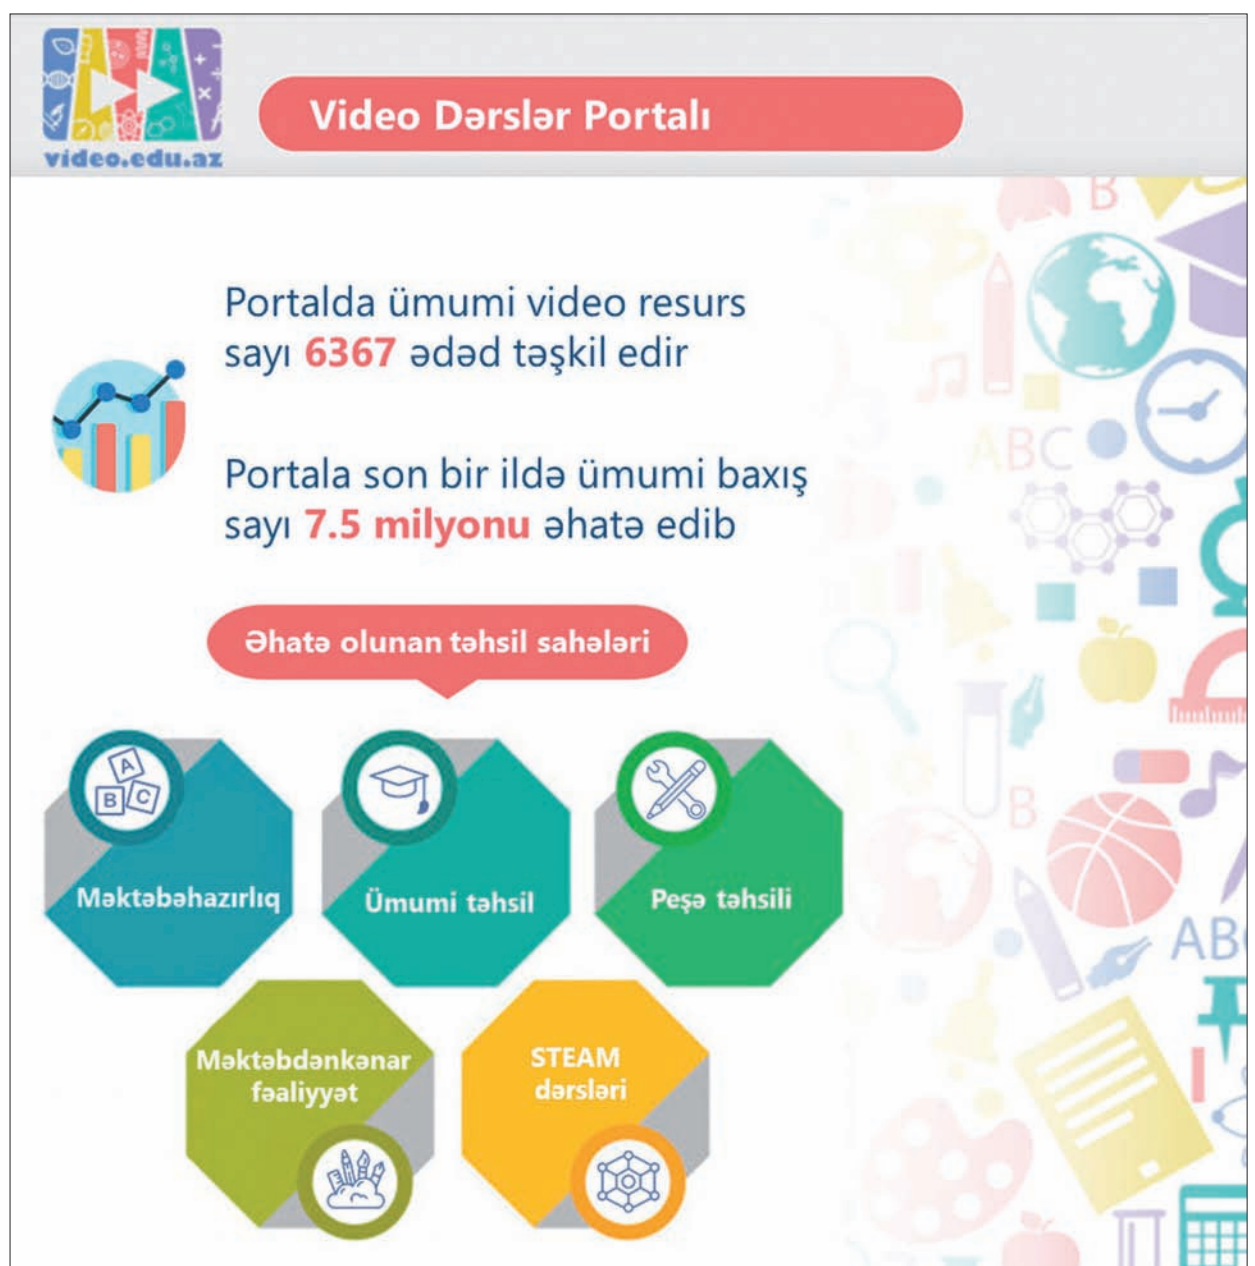 video.edu.az
Video Dərslər Portalı
Portalda ümumi video resurs
sayı 6367 ədəd təşkil edir
Portala son bir ildə ümumi baxış
sayı 7.5 milyonu əhatə edib
Əhatə olunan təhsil sahələri
A
B C
Məktəbəhazırlıq
Ümumi təhsil
Peşə təhsili
Məktəbdənkənar
fəaliyyət
STEAM
dərsləri
B
ABC
B
ABC